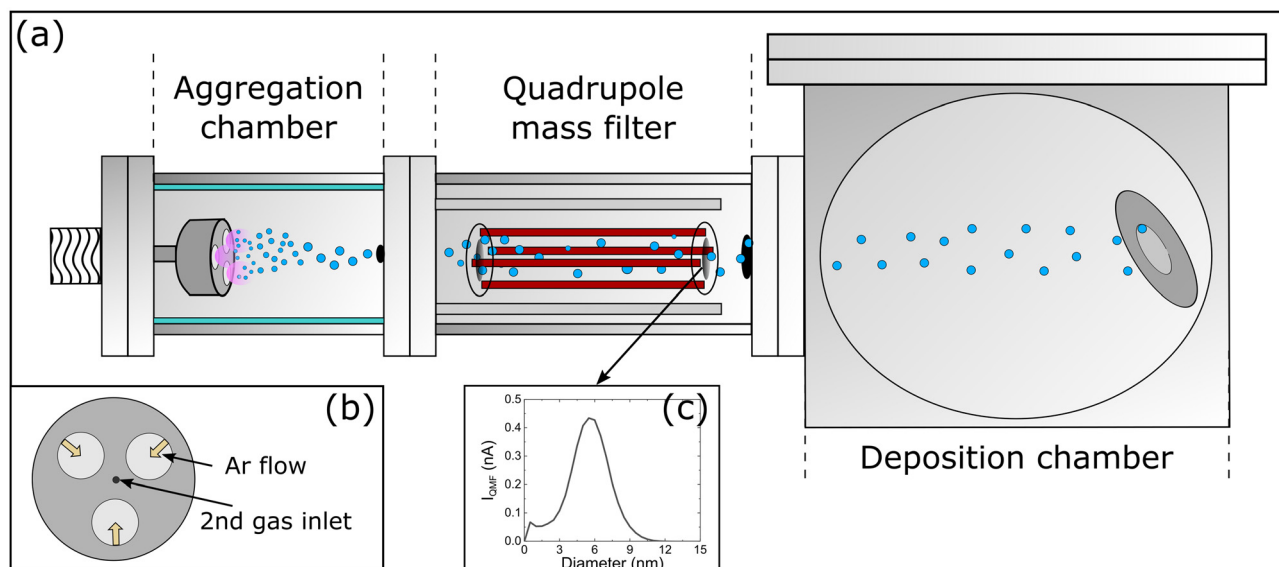 (a)
Aggregation
chamber
Quadrupole
mass filter
Deposition chamber
(b)
Ar flow
2nd gas inlet
(c)
I_QMF (nA)
0.5
0.4
0.3
0.2
0.1
0.0
0 3 6 9 12 15
Diameter (nm)